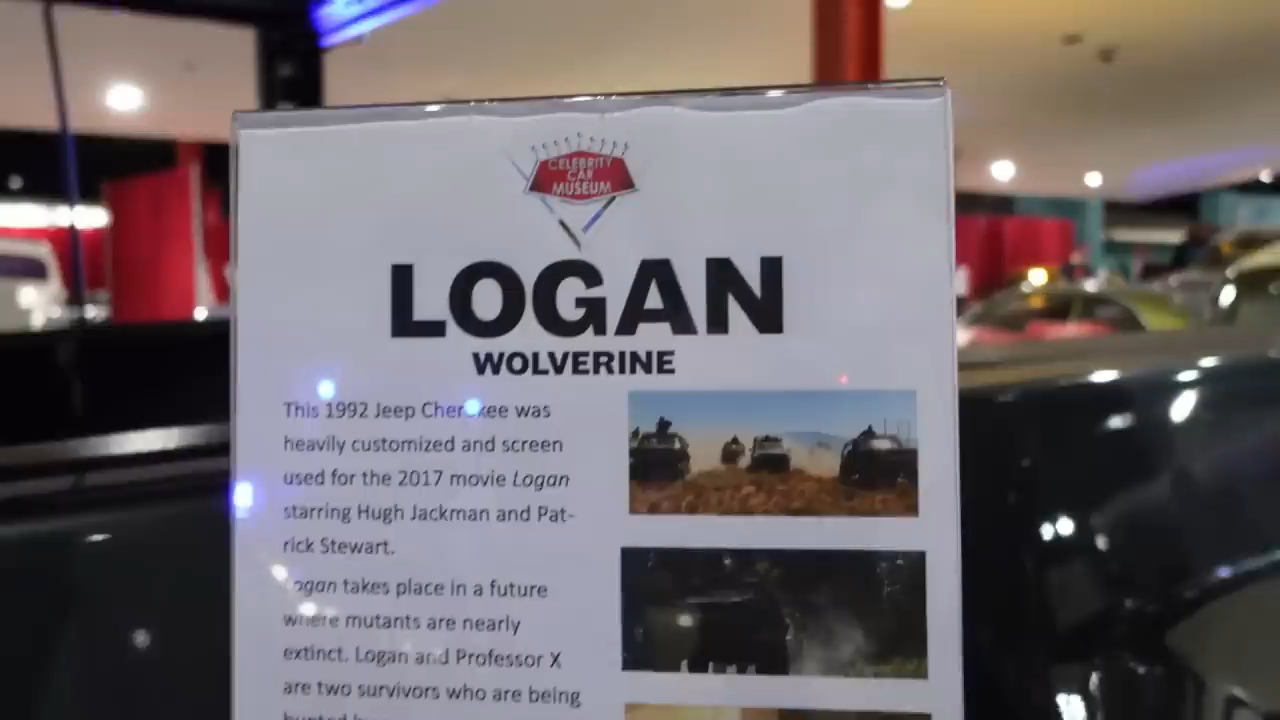 CELEBRITY
CAR
MUSEUM
LOGAN
WOLVERINE
This 1992 Jeep Cherokee was
heavily customized and screen
used for the 2017 movie Logan
starring Hugh Jackman and Pat-
rick Stewart.
Logan takes place in a future
where mutants are nearly
extinct. Logan and Professor X
are two survivors who are being